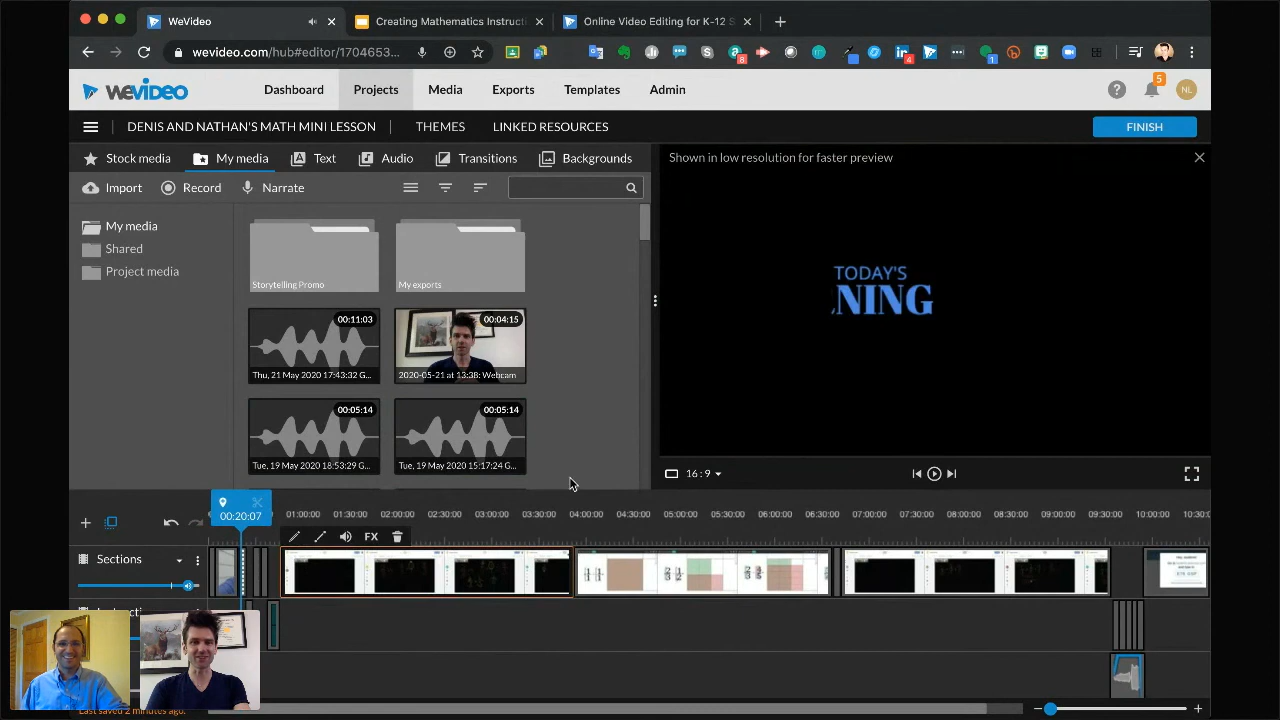 WeVideo
Creating Mathematics Instructi
Online Video Editing for K-12 S
wevideo.com/hub#editor/1704653...
8
4
1
WEVIDEO
Dashboard
Projects
Media
Exports
Templates
Admin
5
NL
DENIS AND NATHAN'S MATH MINI LESSON
THEMES
LINKED RESOURCES
FINISH
Stock media
My media
Text
Audio
Transitions
Backgrounds
Shown in low resolution for faster preview
Import
Record
Narrate
My media
Shared
Project media
Storytelling Promo
My exports
00:11:03
Thu, 21 May 2020 17:43:32 G...
00:04:15
2020-05-21 at 13:38: Webcam
00:05:14
Tue, 19 May 2020 18:53:29 G...
00:05:14
Tue, 19 May 2020 15:17:24 G...
TODAY'S
NING
16:9
00:20:07
01:00:00
01:30:00
02:00:00
02:30:00
03:00:00
03:30:00
04:00:00
04:30:00
05:00:00
05:30:00
06:00:00
06:30:00
07:00:00
07:30:00
08:00:00
08:30:00
09:00:00
09:30:00
10:00:00
10:30:0
FX
Sections
Last saved 2 minutes ago.